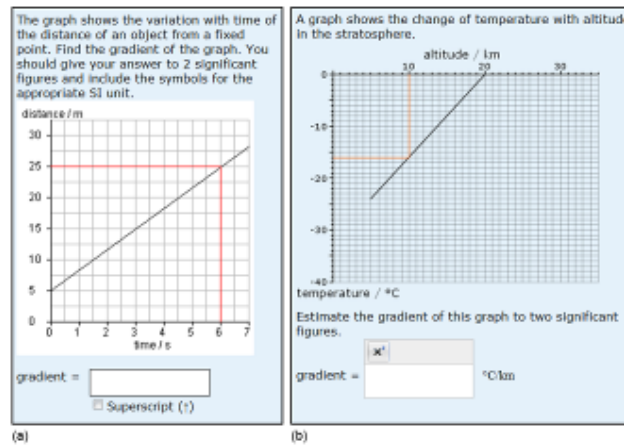 The graph shows the variation with time of
the distance of an object from a fixed
point. Find the gradient of the graph. You
should give your answer to 2 significant
figures and include the symbols for the
appropriate SI unit.
distance / m
30
25
20
15
10
5
0
0 1 2 3 4 5 6 7
time / s
gradient =
Superscript (↑)
(a)
A graph shows the change of temperature with altitude
in the stratosphere.
altitude / km
0 10 20 30
-10
-20
-30
-40
temperature / °C
Estimate the gradient of this graph to two significant
figures.
gradient = °C/km
(b)